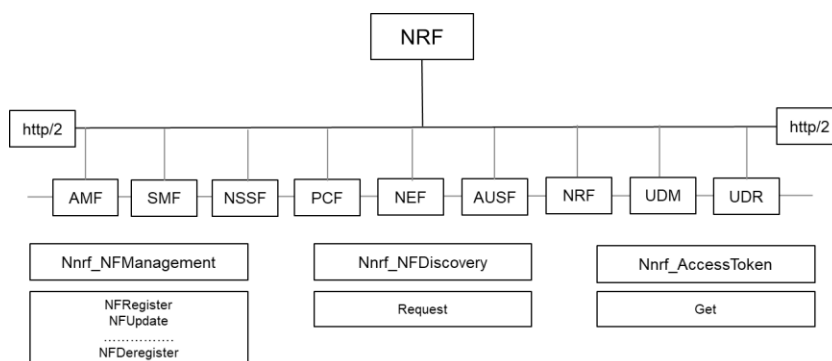 NRF
http/2
http/2
AMF
SMF
NSSF
PCF
NEF
AUSF
NRF
UDM
UDR
Nnrf_NFManagement
Nnrf_NFDiscovery
Nnrf_AccessToken
NFRegister
NFUpdate
................
NFDeregister
Request
Get